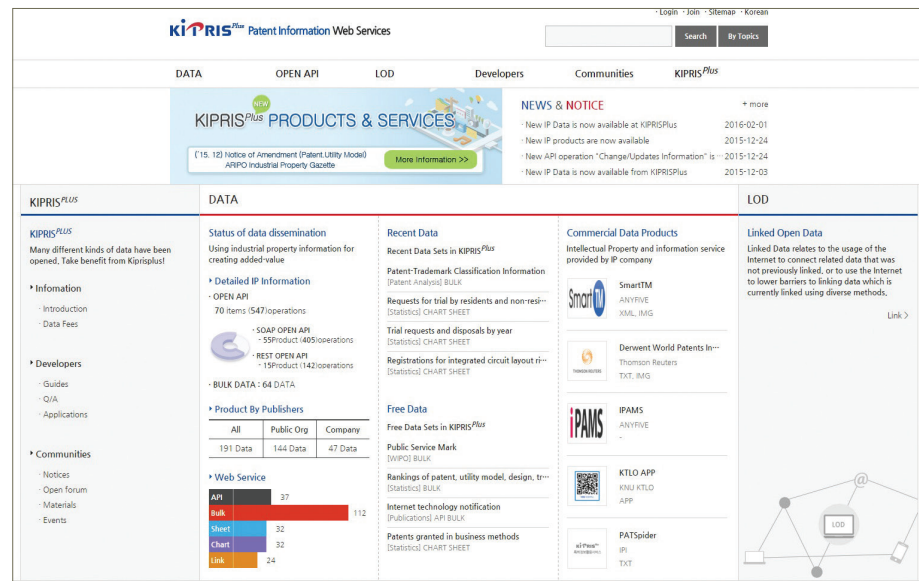 · Login · Join · Sitemap · Korean
KIPRIS Plus Patent Information Web Services
Search
By Topics
DATA OPEN API LOD Developers Communities KIPRIS Plus
NEW
KIPRIS Plus PRODUCTS & SERVICES
('15. 12) Notice of Amendment (Patent.Utility Model)
ARIPO Industrial Property Gazette
More Information >>
NEWS & NOTICE + more
· New IP Data is now available at KIPRISPlus 2016-02-01
· New IP products are now available 2015-12-24
· New API operation "Change/Updates Information" is ··· 2015-12-24
· New IP Data is now available from KIPRISPlus 2015-12-03
KIPRIS PLUS
KIPRIS PLUS
Many different kinds of data have been
opened, Take benefit from Kiprisplus!
Infomation
· Introduction
· Data Fees
Developers
· Guides
· Q/A
· Applications
Communities
· Notices
· Open forum
· Materials
· Events
DATA
Status of data dissemination
Using industrial property information for
creating added-value
Detailed IP Information
· OPEN API
70 items (547)operations
· SOAP OPEN API
- 55Product (405)operations
· REST OPEN API
- 15Product (142)operations
· BULK DATA : 64 DATA
Product By Publishers
All Public Org Company
191 Data 144 Data 47 Data
Web Service
API 37
Bulk 112
Sheet 32
Chart 32
Link 24
Recent Data
Recent Data Sets in KIPRIS Plus
Patent-Trademark Classification Information
[Patent Analysis] BULK
Requests for trial by residents and non-resi···
[Statistics] CHART SHEET
Trial requests and disposals by year
[Statistics] CHART SHEET
Registrations for integrated circuit layout ri···
[Statistics] CHART SHEET
Free Data
Free Data Sets in KIPRIS Plus
Public Service Mark
[WIPO] BULK
Rankings of patent, utility model, design, tr···
[Statistics] BULK
Internet technology notification
[Publications] API BULK
Patents granted in business methods
[Statistics] CHART SHEET
Commercial Data Products
Intellectual Property and information service
provided by IP company
Smart TM
SmartTM
ANYFIVE
XML, IMG
THOMSON REUTERS
Derwent World Patents In···
Thomson Reuters
TXT, IMG
iPAMS
IPAMS
ANYFIVE
-
KTLO APP
KNU KTLO
APP
PATSpider
IPI
TXT
LOD
Linked Open Data
Linked Data relates to the usage of the
Internet to connect related data that was
not previously linked, or to use the Internet
to lower barriers to linking data which is
currently linked using diverse methods,
Link >
@
LOD